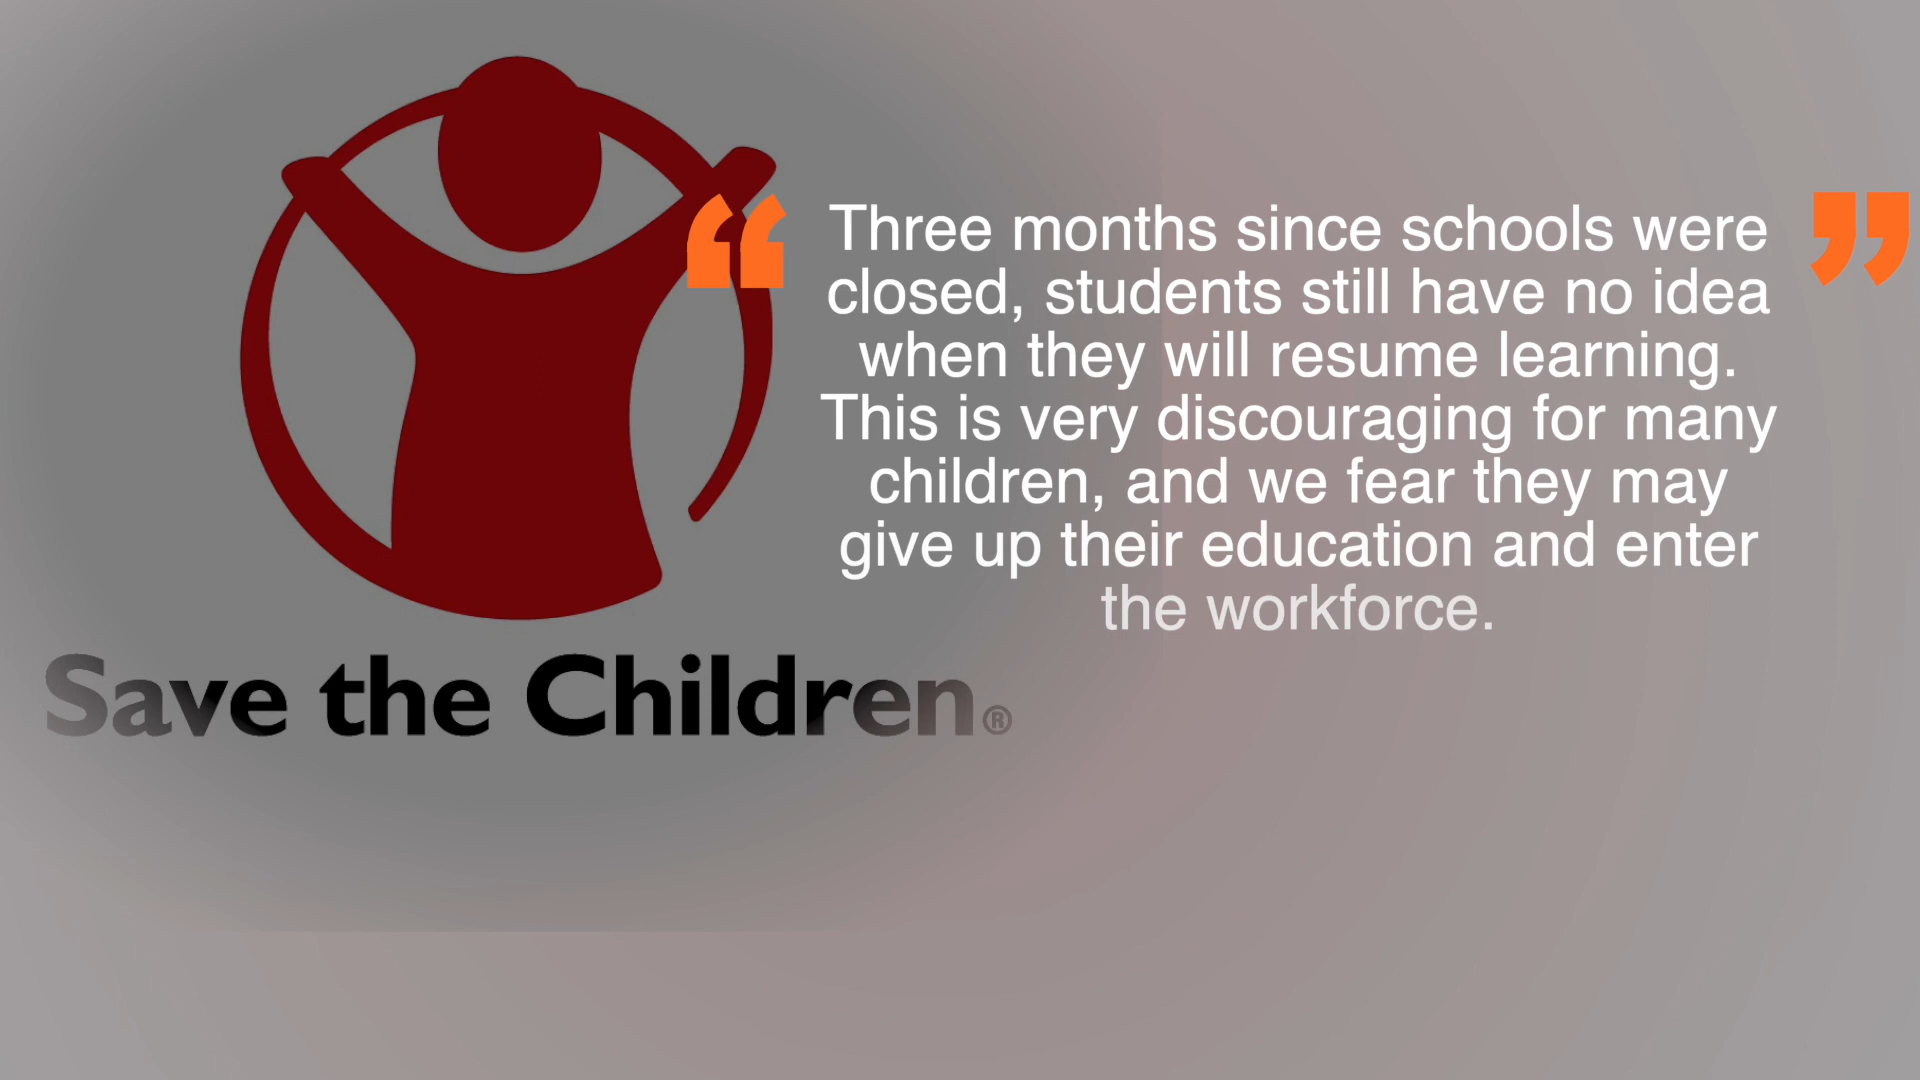 “ Three months since schools were ”
closed, students still have no idea
when they will resume learning.
This is very discouraging for many
children, and we fear they may
give up their education and enter
the workforce.
Save the Children®